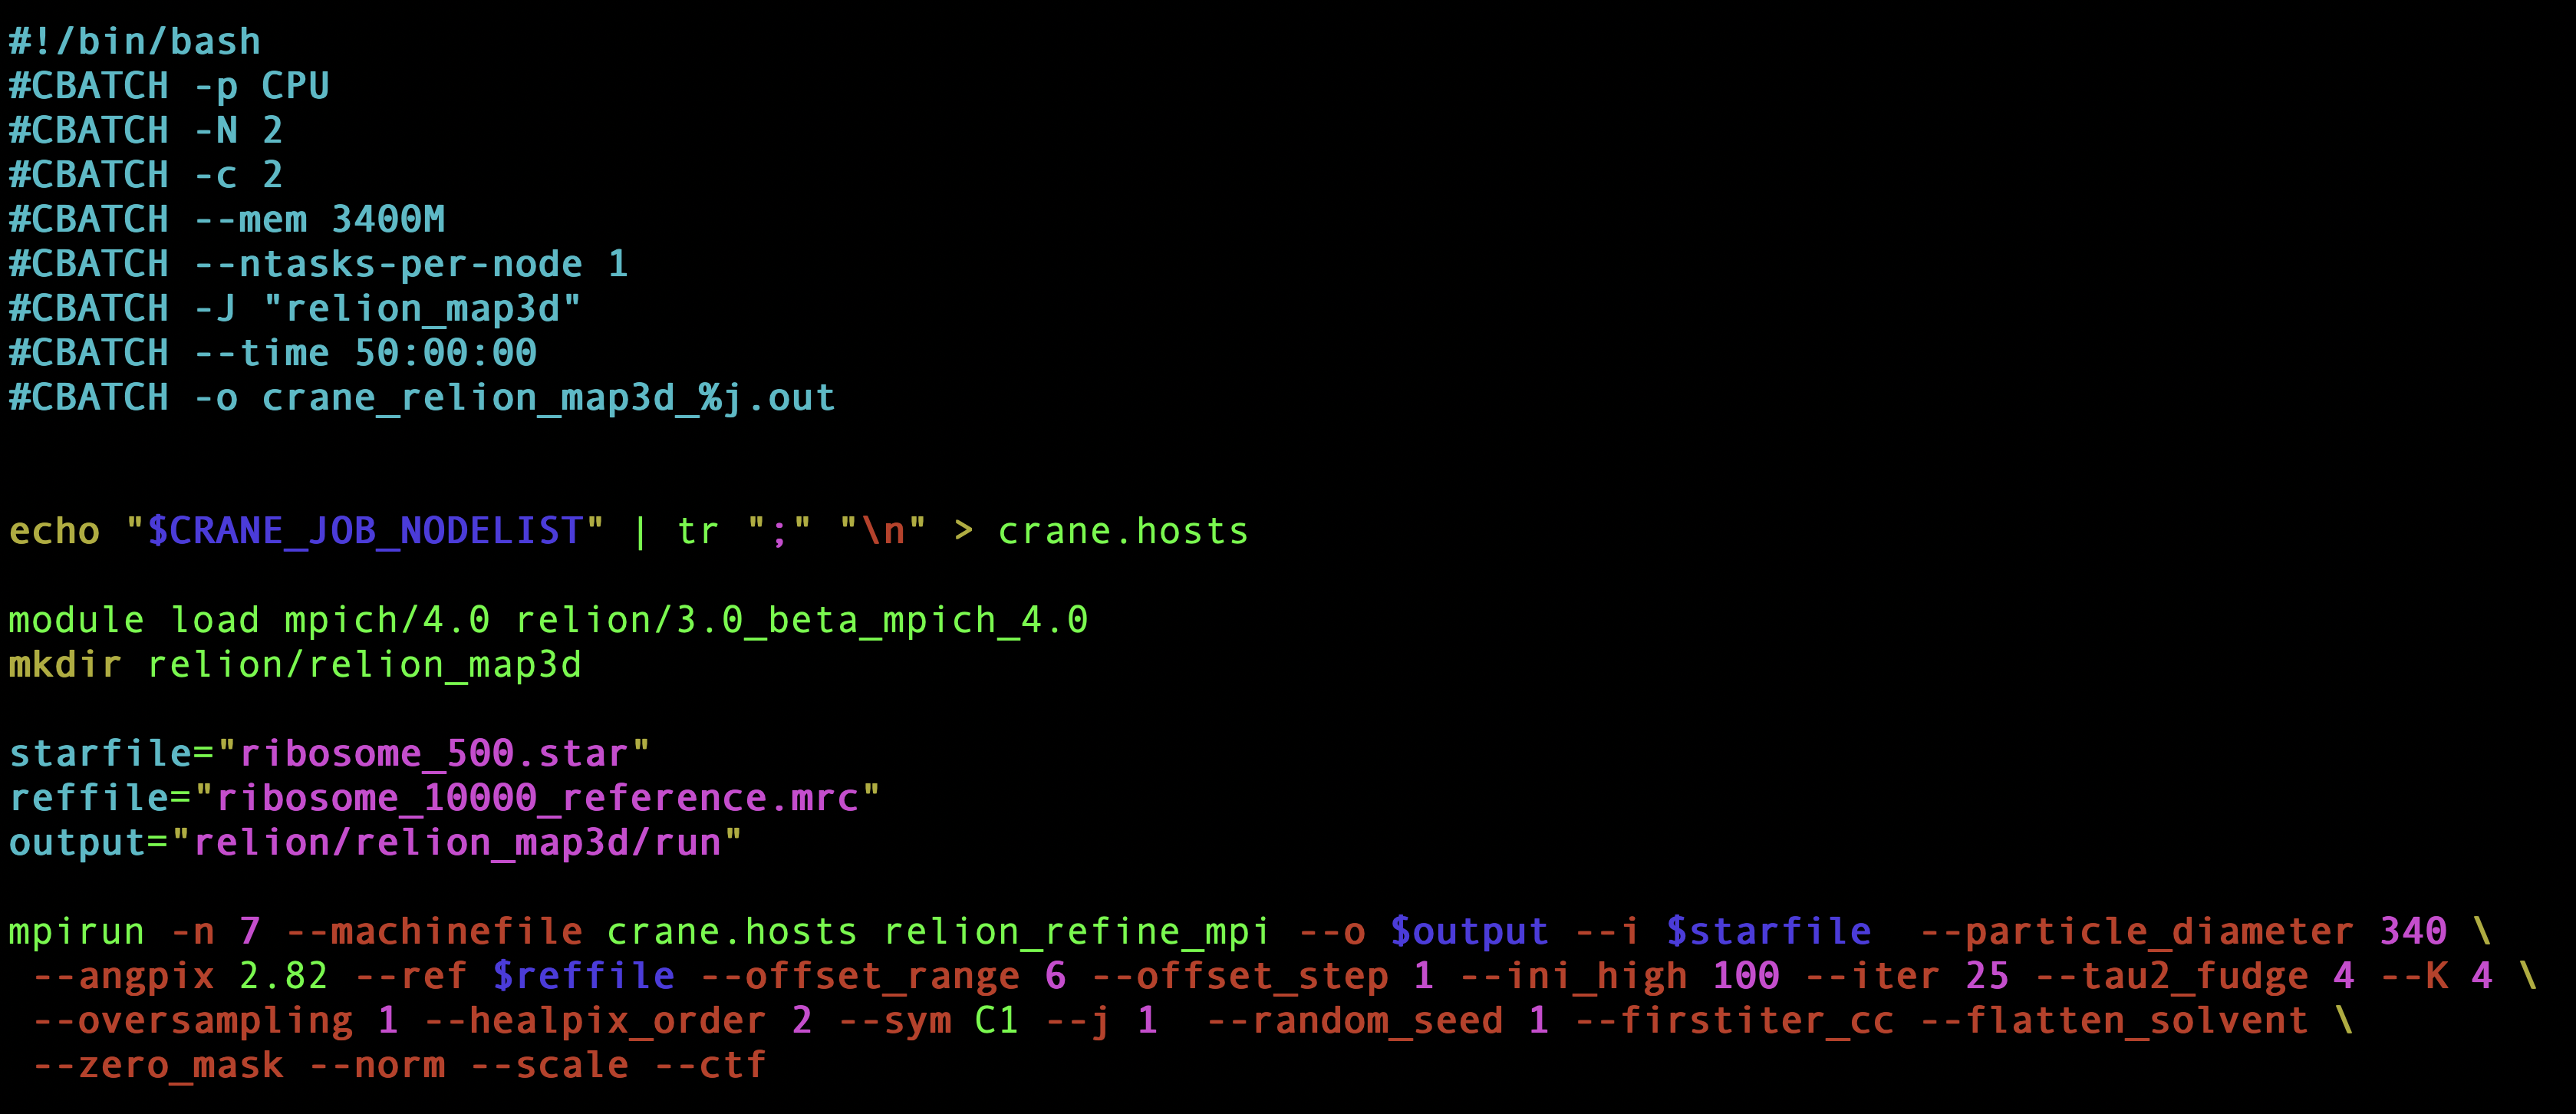 #!/bin/bash
#CBATCH -p CPU
#CBATCH -N 2
#CBATCH -c 2
#CBATCH --mem 3400M
#CBATCH --ntasks-per-node 1
#CBATCH -J "relion_map3d"
#CBATCH --time 50:00:00
#CBATCH -o crane_relion_map3d_%j.out
echo "$CRANE_JOB_NODELIST" | tr ";" "\n" > crane.hosts
module load mpich/4.0 relion/3.0_beta_mpich_4.0
mkdir relion/relion_map3d
starfile="ribosome_500.star"
reffile="ribosome_10000_reference.mrc"
output="relion/relion_map3d/run"
mpirun -n 7 --machinefile crane.hosts relion_refine_mpi --o $output --i $starfile  --particle_diameter 340 \
 --angpix 2.82 --ref $reffile --offset_range 6 --offset_step 1 --ini_high 100 --iter 25 --tau2_fudge 4 --K 4 \
 --oversampling 1 --healpix_order 2 --sym C1 --j 1  --random_seed 1 --firstiter_cc --flatten_solvent \
 --zero_mask --norm --scale --ctf